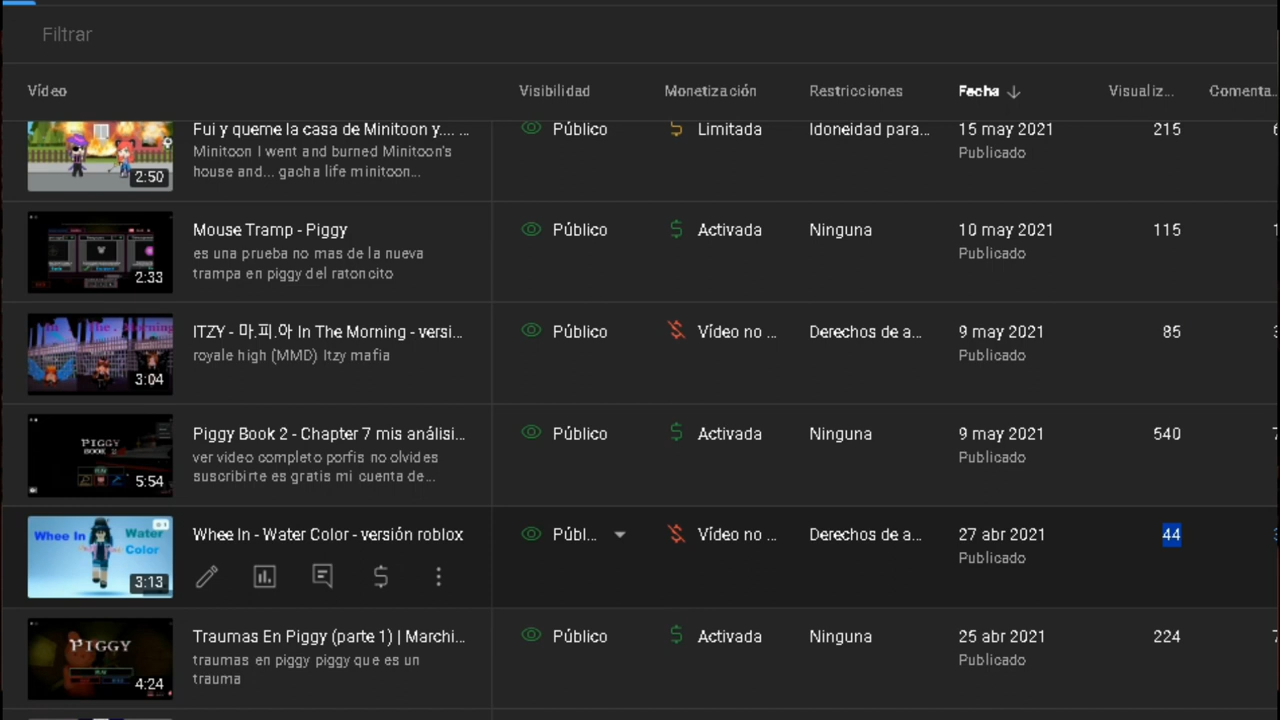 Filtrar
Vídeo Visibilidad Monetización Restricciones Fecha Visualiz... Comenta...
Fui y queme la casa de Minitoon y.... ... Público Limitada Idoneidad para... 15 may 2021 215
Minitoon I went and burned Minitoon's Publicado
house and... gacha life minitoon...
2:50
Mouse Tramp - Piggy Público Activada Ninguna 10 may 2021 115
es una prueba no mas de la nueva Publicado
trampa en piggy del ratoncito
2:33
ITZY - 마.피.아 In The Morning - versi... Público Vídeo no ... Derechos de a... 9 may 2021 85
royale high (MMD) Itzy mafia Publicado
3:04
Piggy Book 2 - Chapter 7 mis análisi... Público Activada Ninguna 9 may 2021 540
ver video completo porfis no olvides Publicado
suscribirte es gratis mi cuenta de...
PIGGY
BOOK 2
5:54
Whee In - Water Color - versión roblox Públ... Vídeo no ... Derechos de a... 27 abr 2021 44
Publicado
Whee In Water
Color
3:13
Traumas En Piggy (parte 1) | Marchi... Público Activada Ninguna 25 abr 2021 224
traumas en piggy piggy que es un Publicado
trauma
PIGGY
4:24